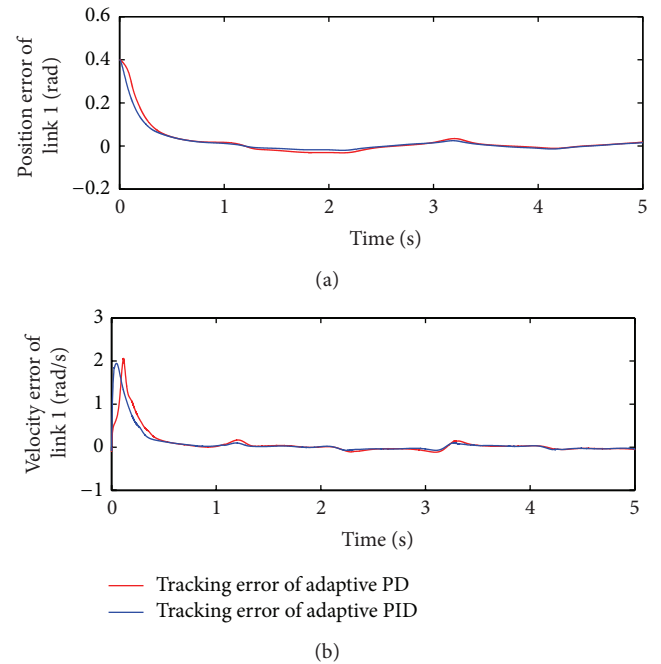 Position error of
link 1 (rad)
0.6
0.4
0.2
0
−0.2
0 1 2 3 4 5
Time (s)
(a)
Velocity error of
link 1 (rad/s)
3
2
1
0
−1
0 1 2 3 4 5
Time (s)
Tracking error of adaptive PD
Tracking error of adaptive PID
(b)